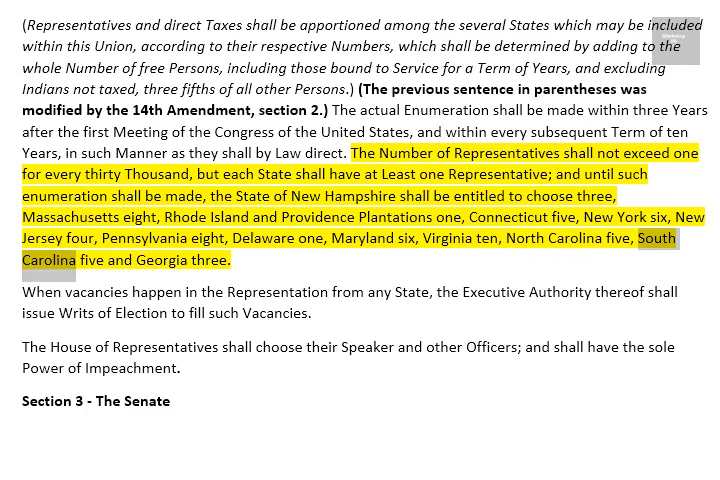 (Representatives and direct Taxes shall be apportioned among the several States which may be included
within this Union, according to their respective Numbers, which shall be determined by adding to the
whole Number of free Persons, including those bound to Service for a Term of Years, and excluding
Indians not taxed, three fifths of all other Persons.) (The previous sentence in parentheses was
modified by the 14th Amendment, section 2.) The actual Enumeration shall be made within three Years
after the first Meeting of the Congress of the United States, and within every subsequent Term of ten
Years, in such Manner as they shall by Law direct. The Number of Representatives shall not exceed one
for every thirty Thousand, but each State shall have at Least one Representative; and until such
enumeration shall be made, the State of New Hampshire shall be entitled to choose three,
Massachusetts eight, Rhode Island and Providence Plantations one, Connecticut five, New York six, New
Jersey four, Pennsylvania eight, Delaware one, Maryland six, Virginia ten, North Carolina five, South
Carolina five and Georgia three.
When vacancies happen in the Representation from any State, the Executive Authority thereof shall
issue Writs of Election to fill such Vacancies.
The House of Representatives shall choose their Speaker and other Officers; and shall have the sole
Power of Impeachment.
Section 3 - The Senate